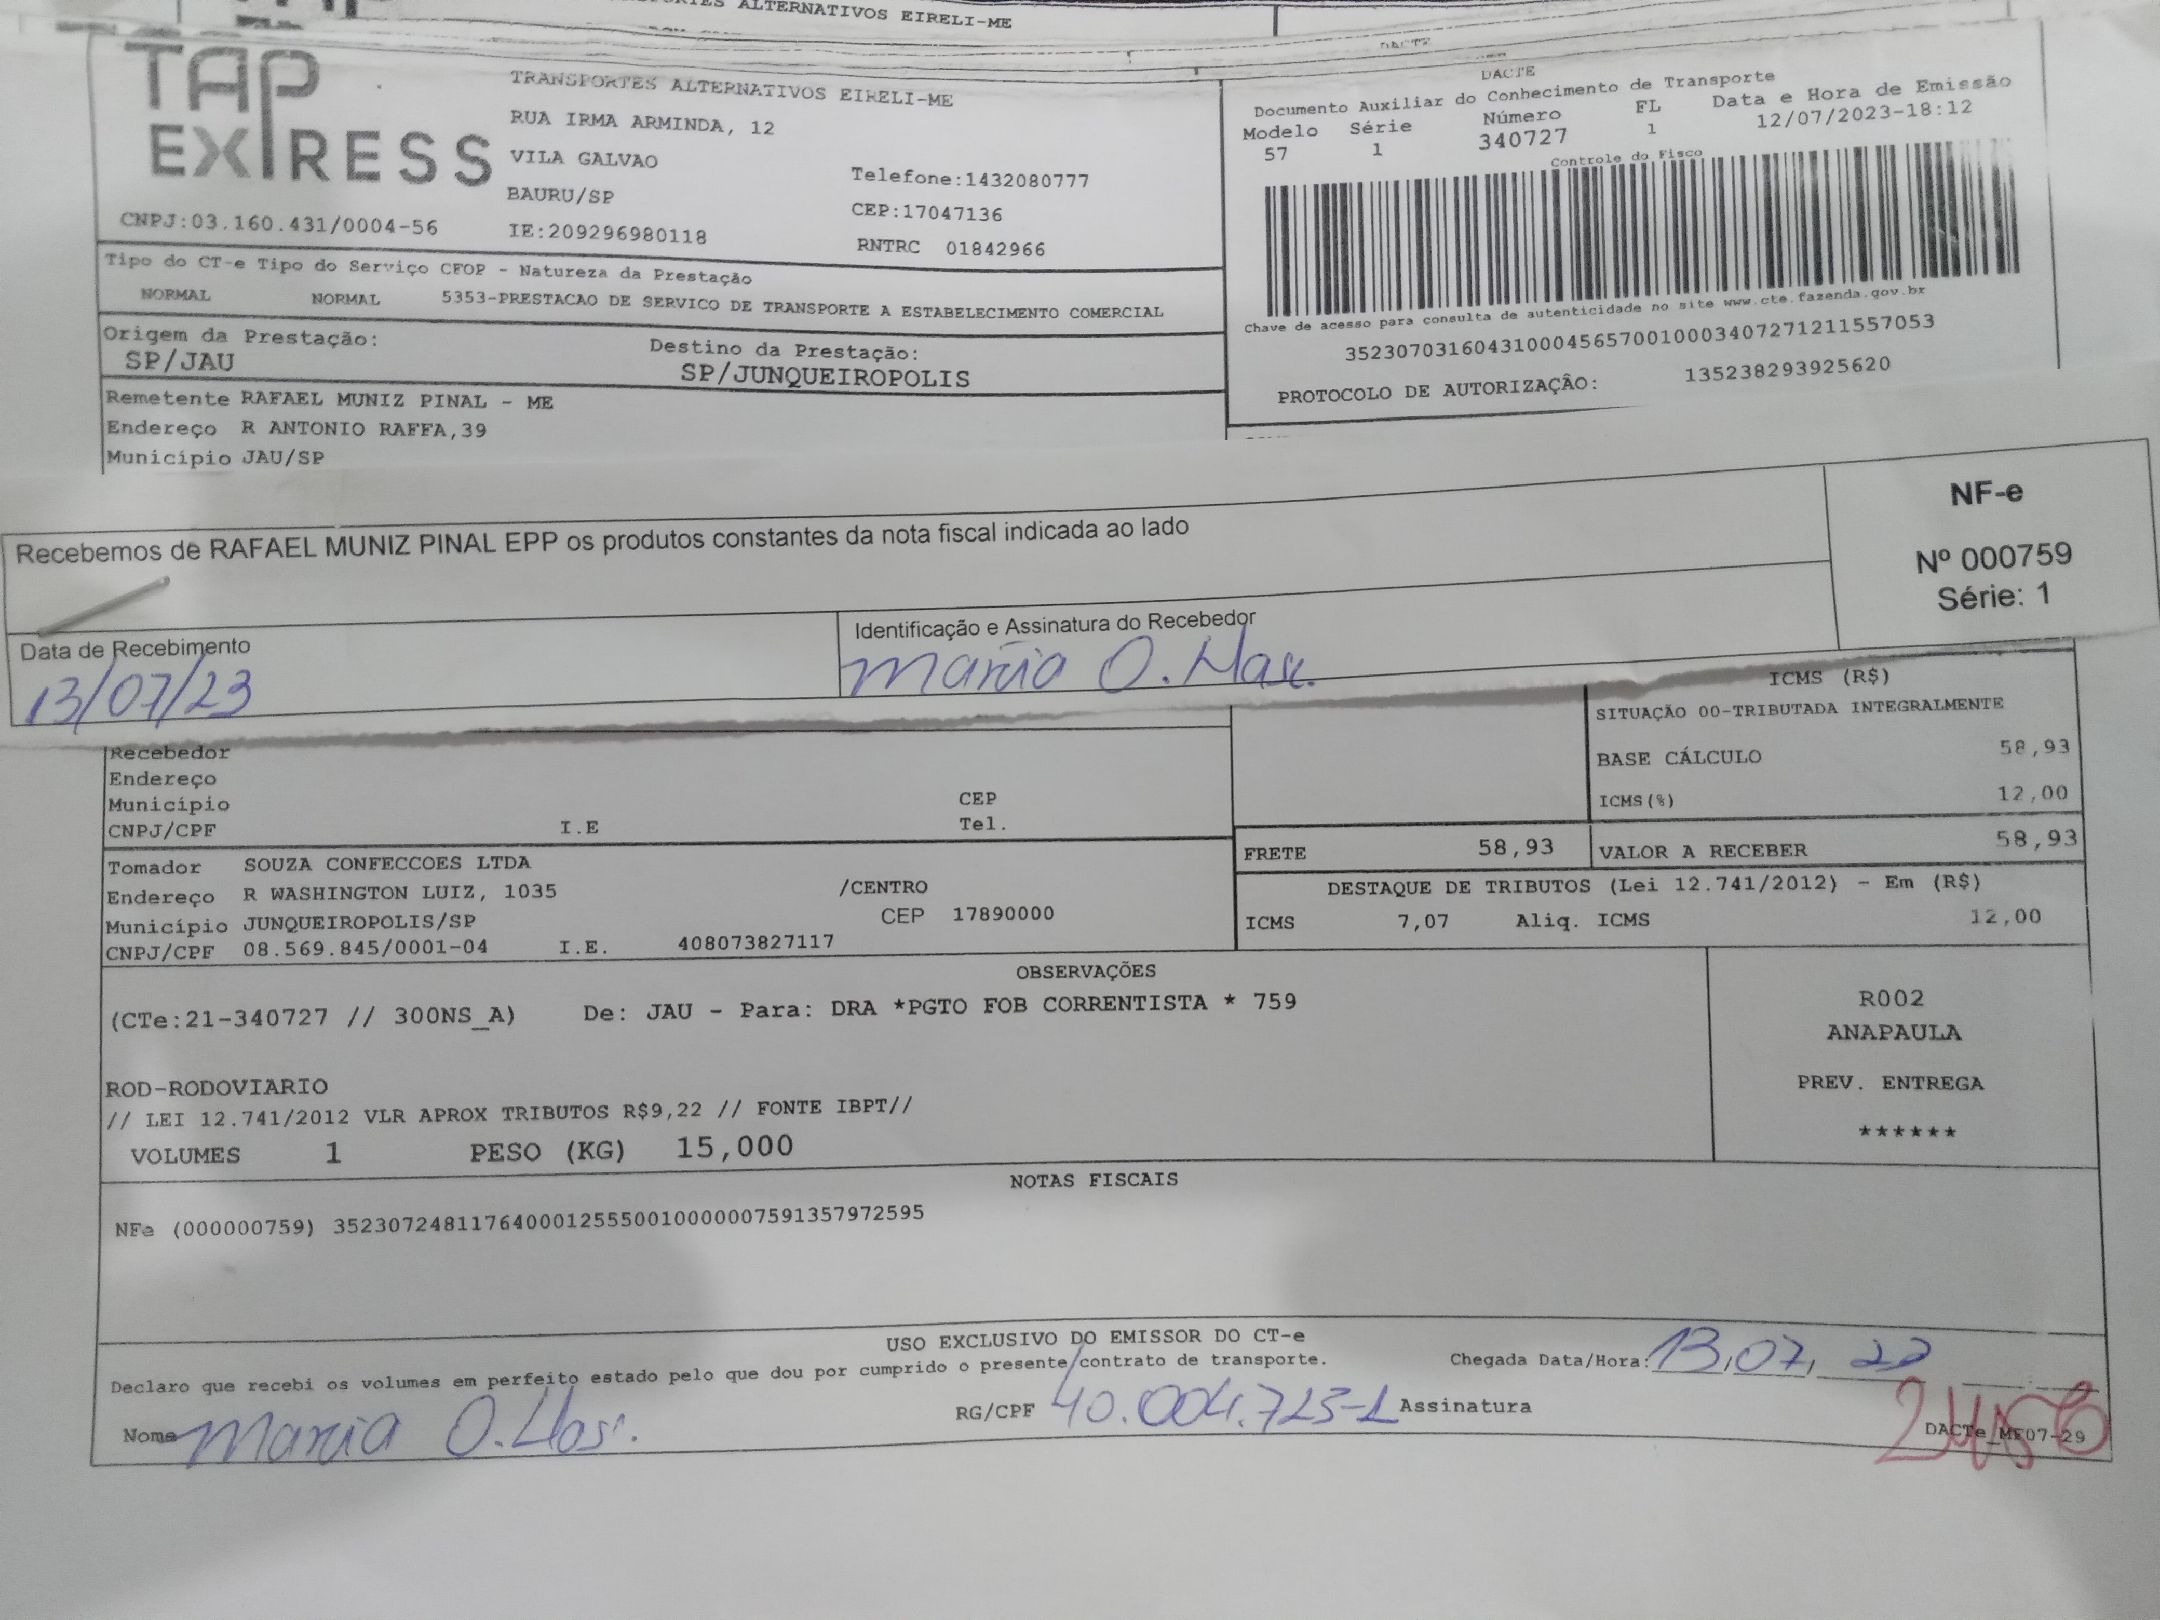 ALTERNATIVOS EIRELI-ME
DACTE
TAP EXPRESS
CNPJ:03.160.431/0004-56
TRANSPORTES ALTERNATIVOS EIRELI-ME
RUA IRMA ARMINDA, 12
VILA GALVAO
BAURU/SP
IE:209296980118
Telefone:1432080777
CEP:17047136
RNTRC 01842966
DACTE
Documento Auxiliar do Conhecimento de Transporte
Modelo Série Número FL Data e Hora de Emissão
57 1 340727 1 12/07/2023-18:12
Controle do Fisco
Chave de acesso para consulta de autenticidade no site www.cte.fazenda.gov.br
35230703160431000456570010003407271211557053
PROTOCOLO DE AUTORIZAÇÃO: 135238293925620
Tipo do CT-e Tipo do Serviço CFOP - Natureza da Prestação
NORMAL NORMAL 5353-PRESTACAO DE SERVICO DE TRANSPORTE A ESTABELECIMENTO COMERCIAL
Origem da Prestação: Destino da Prestação:
SP/JAU SP/JUNQUEIROPOLIS
Remetente RAFAEL MUNIZ PINAL - ME
Endereço R ANTONIO RAFFA,39
Município JAU/SP
Recebemos de RAFAEL MUNIZ PINAL EPP os produtos constantes da nota fiscal indicada ao lado
NF-e
Nº 000759
Série: 1
Data de Recebimento Identificação e Assinatura do Recebedor
13/07/23 Maria O.
ICMS (R$)
SITUAÇÃO 00-TRIBUTADA INTEGRALMENTE
BASE CÁLCULO 58,93
ICMS(%) 12,00
Recebedor
Endereço
Município CEP
CNPJ/CPF I.E Tel.
FRETE 58,93 VALOR A RECEBER 58,93
Tomador SOUZA CONFECCOES LTDA
Endereço R WASHINGTON LUIZ, 1035 /CENTRO
Município JUNQUEIROPOLIS/SP CEP 17890000
CNPJ/CPF 08.569.845/0001-04 I.E. 408073827117
DESTAQUE DE TRIBUTOS (Lei 12.741/2012) - Em (R$)
ICMS 7,07 Aliq. ICMS 12,00
OBSERVAÇÕES
(CTe:21-340727 // 300NS_A) De: JAU - Para: DRA *PGTO FOB CORRENTISTA * 759
R002
ANAPAULA
PREV. ENTREGA
******
ROD-RODOVIARIO
// LEI 12.741/2012 VLR APROX TRIBUTOS R$9,22 // FONTE IBPT//
VOLUMES 1 PESO (KG) 15,000
NOTAS FISCAIS
NFe (000000759) 35230724811764000125550010000007591357972595
USO EXCLUSIVO DO EMISSOR DO CT-e
Declaro que recebi os volumes em perfeito estado pelo que dou por cumprido o presente contrato de transporte. Chegada Data/Hora: 13,07,
Nome Maria O. RG/CPF 40.004.723-1 Assinatura
DACTe_MF07-29